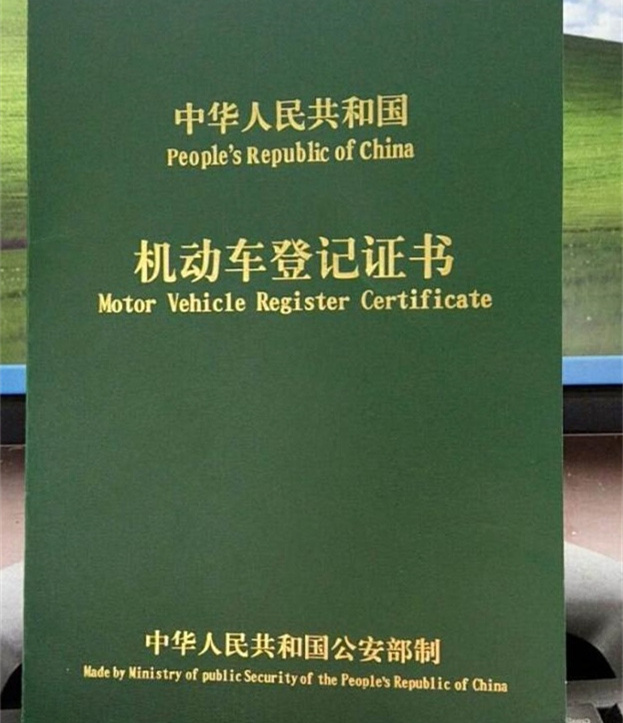 中华人民共和国
People's Republic of China
机动车登记证书
Motor Vehicle Register Certificate
中华人民共和国公安部制
Made by Ministry of public Security of the People's Republic of China